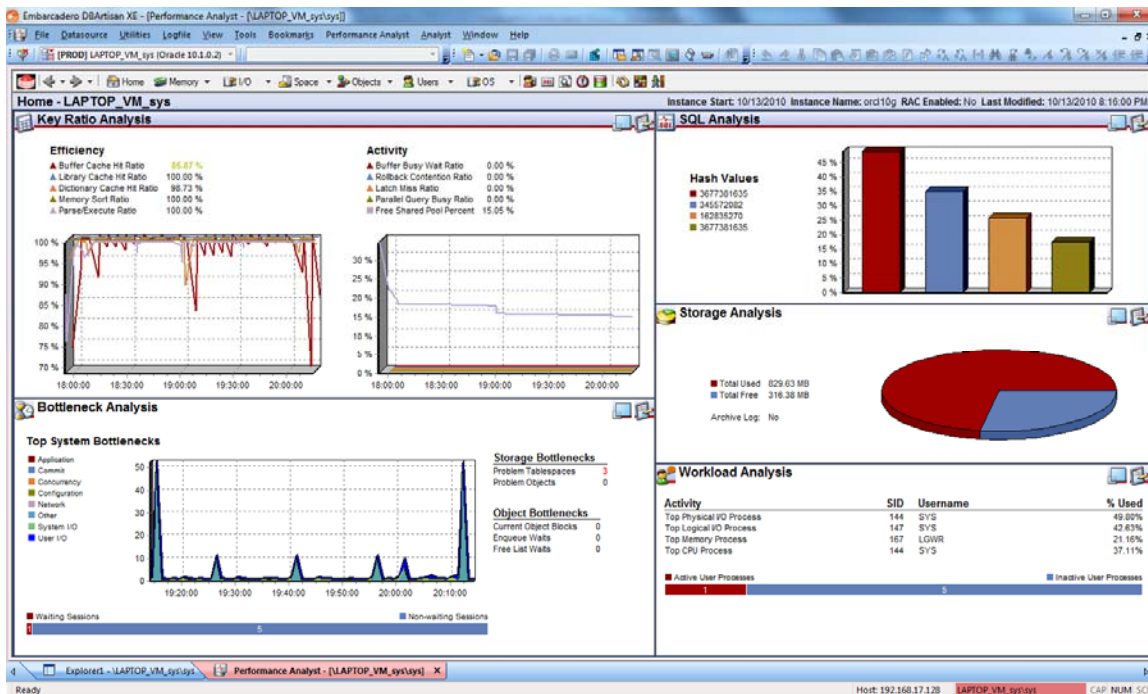 Embarcadero DBArtisan XE - [Performance Analyst - [\LAPTOP_VM_sys\sys]]
File Datasource Utilities Logfile View Tools Bookmarks Performance Analyst Analyst Window Help
[PROD] LAPTOP_VM_sys (Oracle 10.1.0.2)
Home Memory I/O Space Objects Users OS
Home - LAPTOP_VM_sys
Instance Start: 10/13/2010 Instance Name: orcl10g RAC Enabled: No Last Modified: 10/13/2010 8:16:00 PM
Key Ratio Analysis
Efficiency
Buffer Cache Hit Ratio
Library Cache Hit Ratio 100.00 %
Dictionary Cache Hit Ratio 98.73 %
Memory Sort Ratio 100.00 %
Parse/Execute Ratio 100.00 %
100 %
95 %
90 %
85 %
80 %
75 %
70 %
18:00:00 18:30:00 19:00:00 19:30:00 20:00:00
Activity
Buffer Busy Wait Ratio 0.00 %
Rollback Contention Ratio 0.00 %
Latch Miss Ratio 0.00 %
Parallel Query Busy Ratio 0.00 %
Free Shared Pool Percent 15.05 %
30 %
25 %
20 %
15 %
10 %
5 %
0 %
18:00:00 18:30:00 19:00:00 19:30:00 20:00:00
SQL Analysis
Hash Values
3677381635
345572082
162835270
3677381635
45 %
40 %
35 %
30 %
25 %
20 %
15 %
10 %
5 %
0 %
Storage Analysis
Total Used 829.63 MB
Total Free 316.38 MB
Archive Log: No
Bottleneck Analysis
Top System Bottlenecks
Application
Commit
Concurrency
Configuration
Network
Other
System I/O
User I/O
50
40
30
20
10
0
19:20:00 19:30:00 19:40:00 19:50:00 20:00:00 20:10:00
Storage Bottlenecks
Problem Tablespaces 3
Problem Objects 0
Object Bottlenecks
Current Object Blocks 0
Enqueue Waits 0
Free List Waits 0
Waiting Sessions Non-waiting Sessions
1 5
Workload Analysis
Activity SID Username % Used
Top Physical I/O Process 144 SYS 49.80%
Top Logical I/O Process 147 SYS 42.63%
Top Memory Process 167 LGWR 21.16%
Top CPU Process 144 SYS 37.11%
Active User Processes Inactive User Processes
1 5
Explorer1 - \LAPTOP_VM_sys\sys Performance Analyst - [\LAPTOP_VM_sys\sys] X
Ready Host: 192.168.17.128 LAPTOP_VM_sys\sys CAP NUM